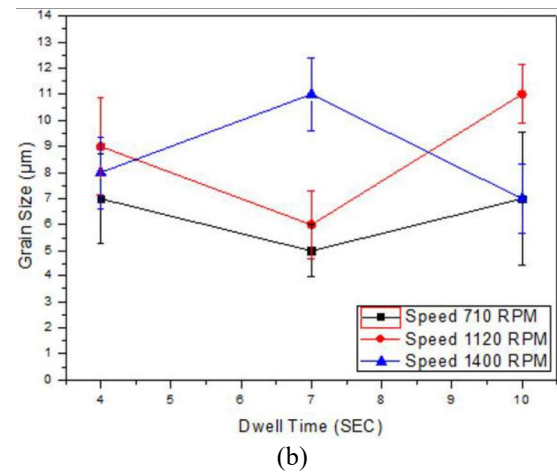 14
13
12
11
10
9
8
7
6
5
4
3
2
1
0
Grain Size (µm)
4 5 6 7 8 9 10
Dwell Time (SEC)
Speed 710 RPM
Speed 1120 RPM
Speed 1400 RPM
(b)